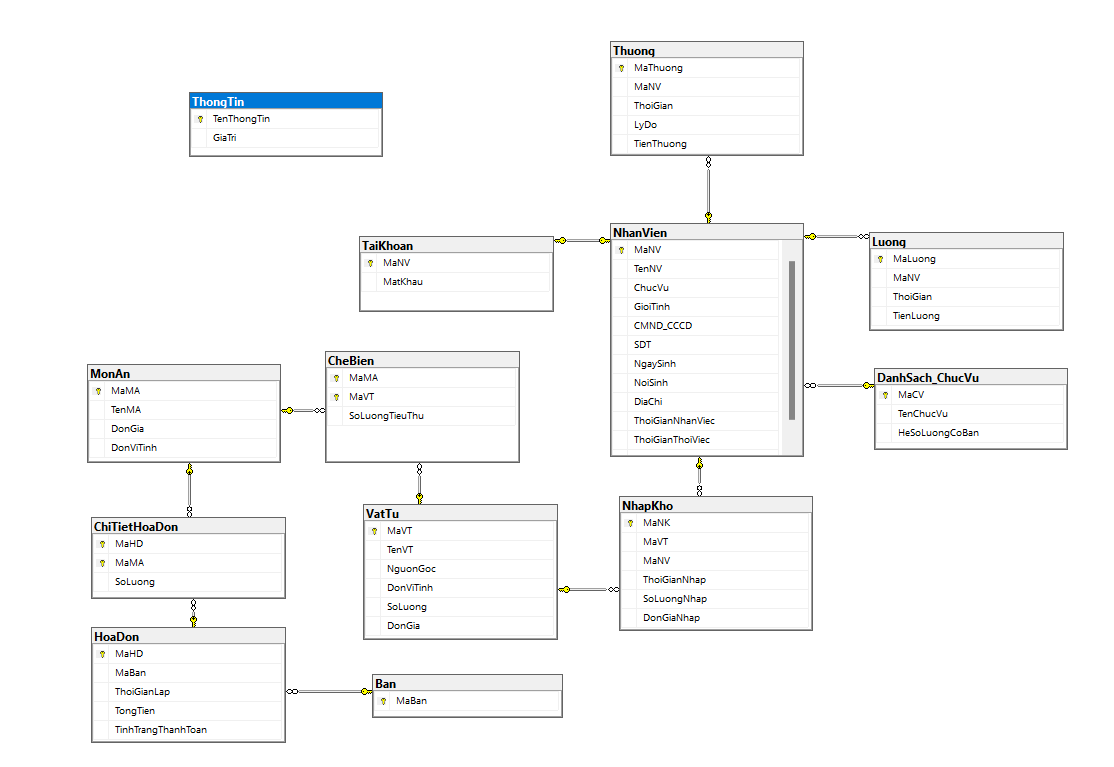 ThongTin
TenThongTin
GiaTri
Thuong
MaThuong
MaNV
ThoiGian
LyDo
TienThuong
TaiKhoan
MaNV
MatKhau
NhanVien
MaNV
TenNV
ChucVu
GioiTinh
CMND_CCCD
SDT
NgaySinh
NoiSinh
DiaChi
ThoiGianNhanViec
ThoiGianThoiViec
Luong
MaLuong
MaNV
ThoiGian
TienLuong
DanhSach_ChucVu
MaCV
TenChucVu
HeSoLuongCoBan
MonAn
MaMA
TenMA
DonGia
DonViTinh
CheBien
MaMA
MaVT
SoLuongTieuThu
ChiTietHoaDon
MaHD
MaMA
SoLuong
VatTu
MaVT
TenVT
NguonGoc
DonViTinh
SoLuong
DonGia
NhapKho
MaNK
MaVT
MaNV
ThoiGianNhap
SoLuongNhap
DonGiaNhap
HoaDon
MaHD
MaBan
ThoiGianLap
TongTien
TinhTrangThanhToan
Ban
MaBan